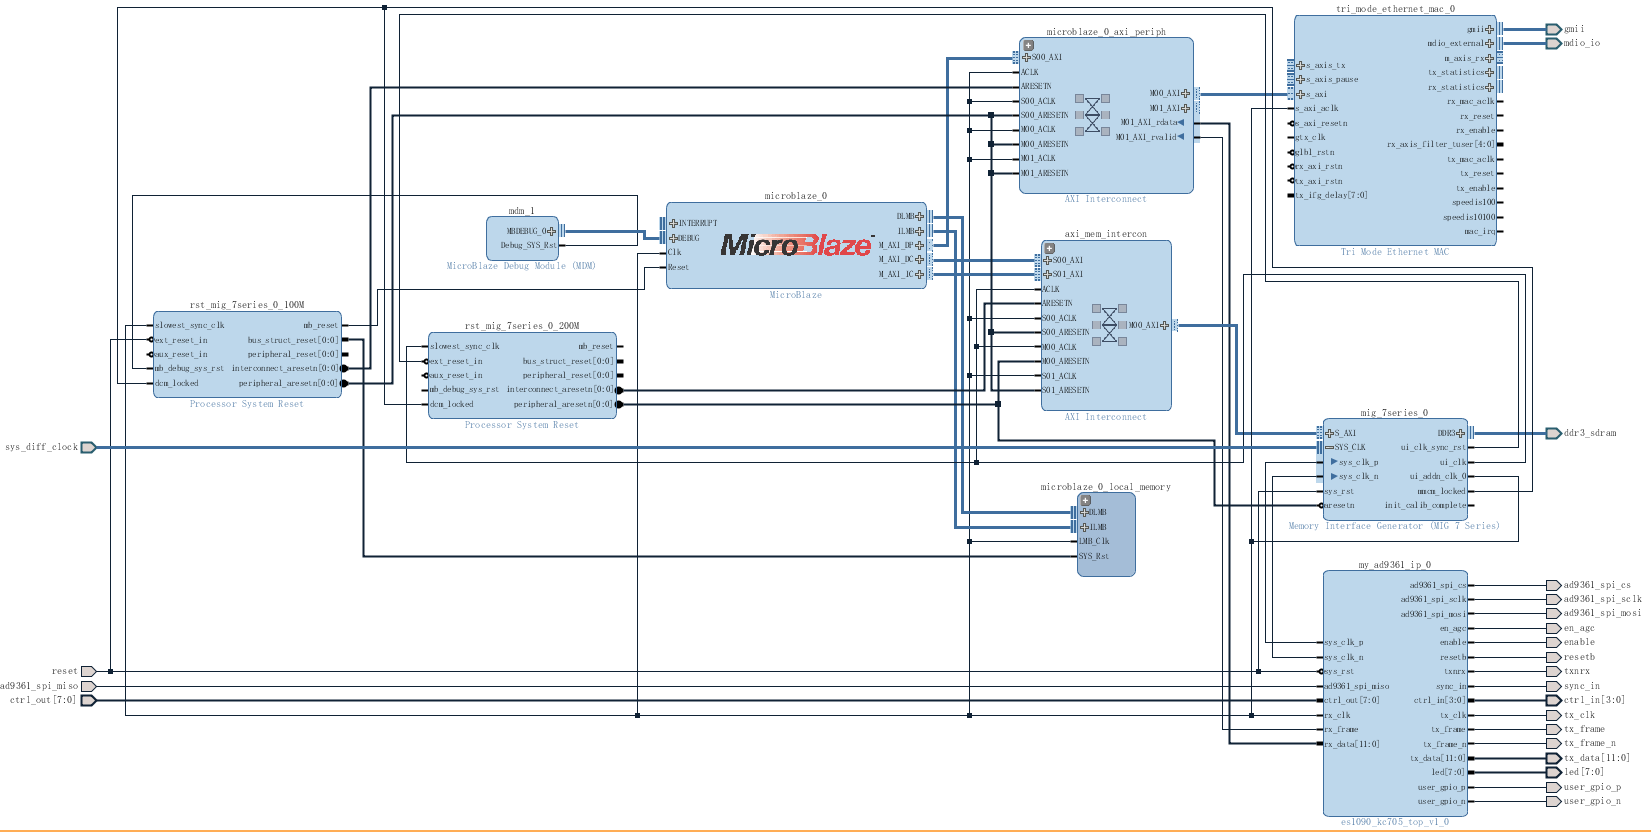 tri_mode_ethernet_mac_0
gmii
mdio_external
m_axis_rx
tx_statistics
rx_statistics
rx_mac_aclk
rx_reset
rx_enable
rx_axis_filter_tuser[4:0]
tx_mac_aclk
tx_reset
tx_enable
speedis100
speedis10100
mac_irq
s_axis_tx
s_axis_pause
s_axi
s_axi_aclk
s_axi_resetn
gtx_clk
glbl_rstn
rx_axi_rstn
tx_axi_rstn
tx_ifg_delay[7:0]
Tri Mode Ethernet MAC
gmii
mdio_io
microblaze_0_axi_periph
S00_AXI
ACLK
ARESETN
S00_ACLK
S00_ARESETN
M00_ACLK
M00_ARESETN
M01_ACLK
M01_ARESETN
M00_AXI
M01_AXI
M01_AXI_rdata
M01_AXI_rvalid
AXI Interconnect
microblaze_0
INTERRUPT
DEBUG
Clk
Reset
MicroBlaze
DLMB
ILMB
M_AXI_DP
M_AXI_DC
M_AXI_IC
MicroBlaze
mdm_1
MBDEBUG_0
Debug_SYS_Rst
MicroBlaze Debug Module (MDM)
axi_mem_intercon
S00_AXI
S01_AXI
ACLK
ARESETN
S00_ACLK
S00_ARESETN
M00_ACLK
M00_ARESETN
S01_ACLK
S01_ARESETN
M00_AXI
AXI Interconnect
rst_mig_7series_0_100M
slowest_sync_clk
ext_reset_in
aux_reset_in
mb_debug_sys_rst
dcm_locked
mb_reset
bus_struct_reset[0:0]
peripheral_reset[0:0]
interconnect_aresetn[0:0]
peripheral_aresetn[0:0]
Processor System Reset
rst_mig_7series_0_200M
slowest_sync_clk
ext_reset_in
aux_reset_in
mb_debug_sys_rst
dcm_locked
mb_reset
bus_struct_reset[0:0]
peripheral_reset[0:0]
interconnect_aresetn[0:0]
peripheral_aresetn[0:0]
Processor System Reset
mig_7series_0
S_AXI
SYS_CLK
sys_clk_p
sys_clk_n
sys_rst
aresetn
DDR3
ui_clk_sync_rst
ui_clk
ui_addn_clk_0
mmcm_locked
init_calib_complete
Memory Interface Generator (MIG 7 Series)
ddr3_sdram
sys_diff_clock
microblaze_0_local_memory
DLMB
ILMB
LMB_Clk
SYS_Rst
my_ad9361_ip_0
sys_clk_p
sys_clk_n
sys_rst
ad9361_spi_miso
ctrl_out[7:0]
rx_clk
rx_frame
rx_data[11:0]
ad9361_spi_cs
ad9361_spi_sclk
ad9361_spi_mosi
en_agc
enable
resetb
txnrx
sync_in
ctrl_in[3:0]
tx_clk
tx_frame
tx_frame_n
tx_data[11:0]
led[7:0]
user_gpio_p
user_gpio_n
es1090_kc705_top_v1_0
reset
ad9361_spi_miso
ctrl_out[7:0]
ad9361_spi_cs
ad9361_spi_sclk
ad9361_spi_mosi
en_agc
enable
resetb
txnrx
sync_in
ctrl_in[3:0]
tx_clk
tx_frame
tx_frame_n
tx_data[11:0]
led[7:0]
user_gpio_p
user_gpio_n